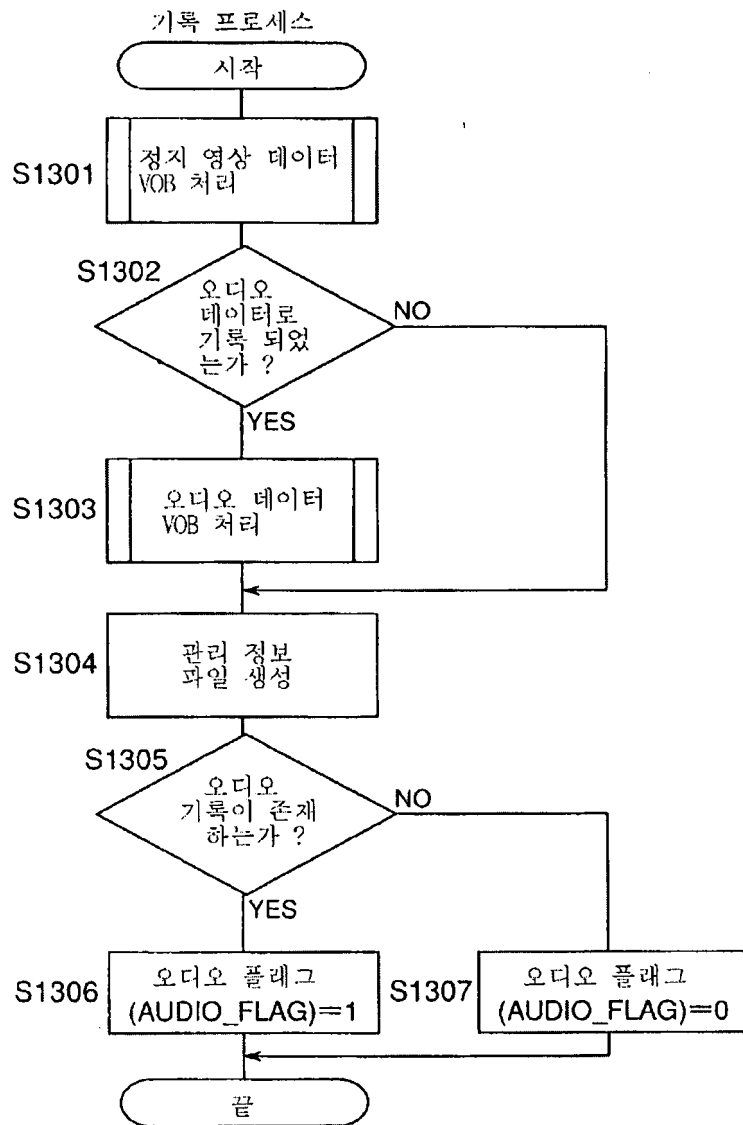 기록 프로세스
시작
S1301
정지 영상 데이터
VOB 처리
S1302
오디오
데이터로
기록 되었
는가 ?
NO
YES
S1303
오디오 데이터
VOB 처리
S1304
관리 정보
파일 생성
S1305
오디오
기록이 존재
하는가 ?
NO
YES
S1306
오디오 플래그
(AUDIO_FLAG)=1
S1307
오디오 플래그
(AUDIO_FLAG)=0
끝